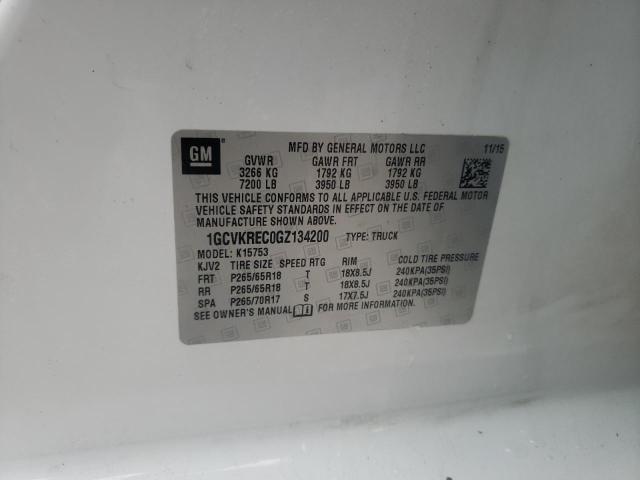 GM
MFD BY GENERAL MOTORS LLC
11/15
GVWR GAWR FRT GAWR RR
3266 KG 1792 KG 1792 KG
7200 LB 3950 LB 3950 LB
THIS VEHICLE CONFORMS TO ALL APPLICABLE U.S. FEDERAL MOTOR
VEHICLE SAFETY STANDARDS IN EFFECT ON THE DATE OF
MANUFACTURE SHOWN ABOVE.
1GCVKREC0GZ134200 TYPE: TRUCK
MODEL: K15753
KJV2 TIRE SIZE SPEED RTG RIM COLD TIRE PRESSURE
FRT P265/65R18 T 18X8.5J 240KPA(35PSI)
RR P265/65R18 T 18X8.5J 240KPA(35PSI)
SPA P265/70R17 S 17X7.5J 240KPA(35PSI)
SEE OWNER'S MANUAL FOR MORE INFORMATION.